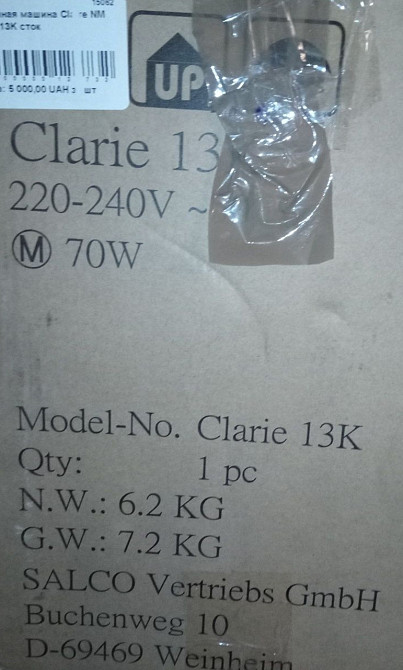 15062
ная машина Cla re NM
13K сток
5 000,00 UAH з шт
UP
Clarie 13
220-240V ~
M 70W
Model-No. Clarie 13K
Qty: 1 pc
N.W.: 6.2 KG
G.W.: 7.2 KG
SALCO Vertriebs GmbH
Buchenweg 10
D-69469 Weinheim